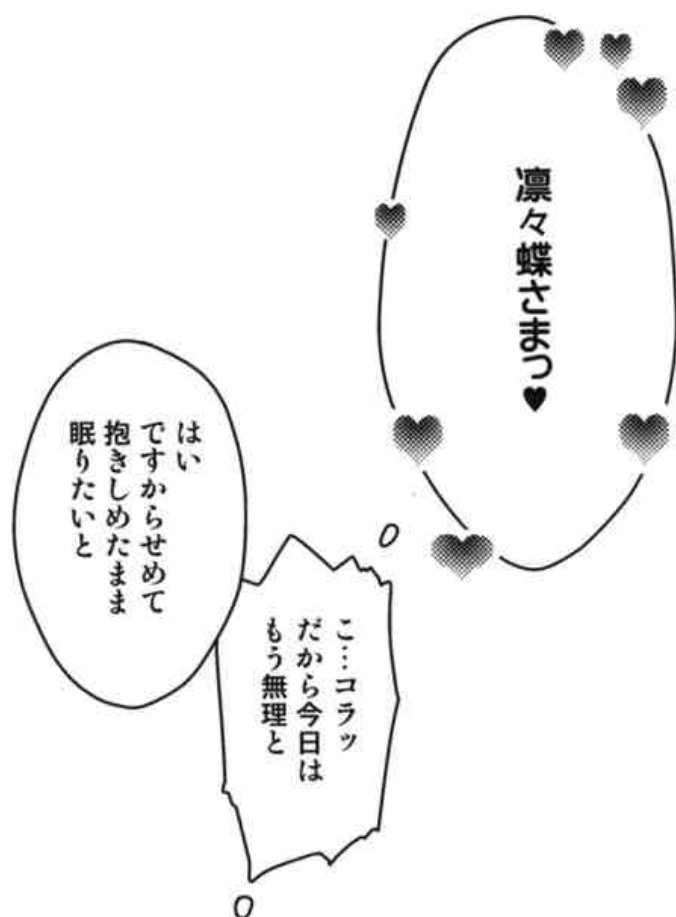 凛々蝶さまっ♥
こ…コラッ
だから今日は
もう無理と
はい
ですからせめて
抱きしめたまま
眠りたいと